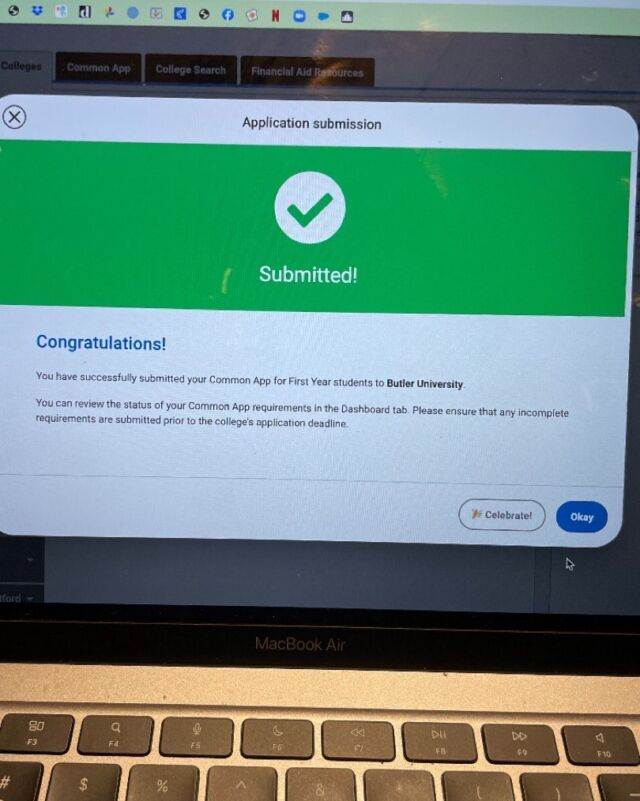 Colleges
Common App
College Search
Financial Aid Resources
Application submission
Submitted!
Congratulations!
You have successfully submitted your Common App for First Year students to Butler University.
You can review the status of your Common App requirements in the Dashboard tab. Please ensure that any incomplete
requirements are submitted prior to the college's application deadline.
Celebrate!
Okay
tford
MacBook Air
F3
F4
F5
F6
F7
F8
F9
F10
#
$
%
^
&
*
(
)